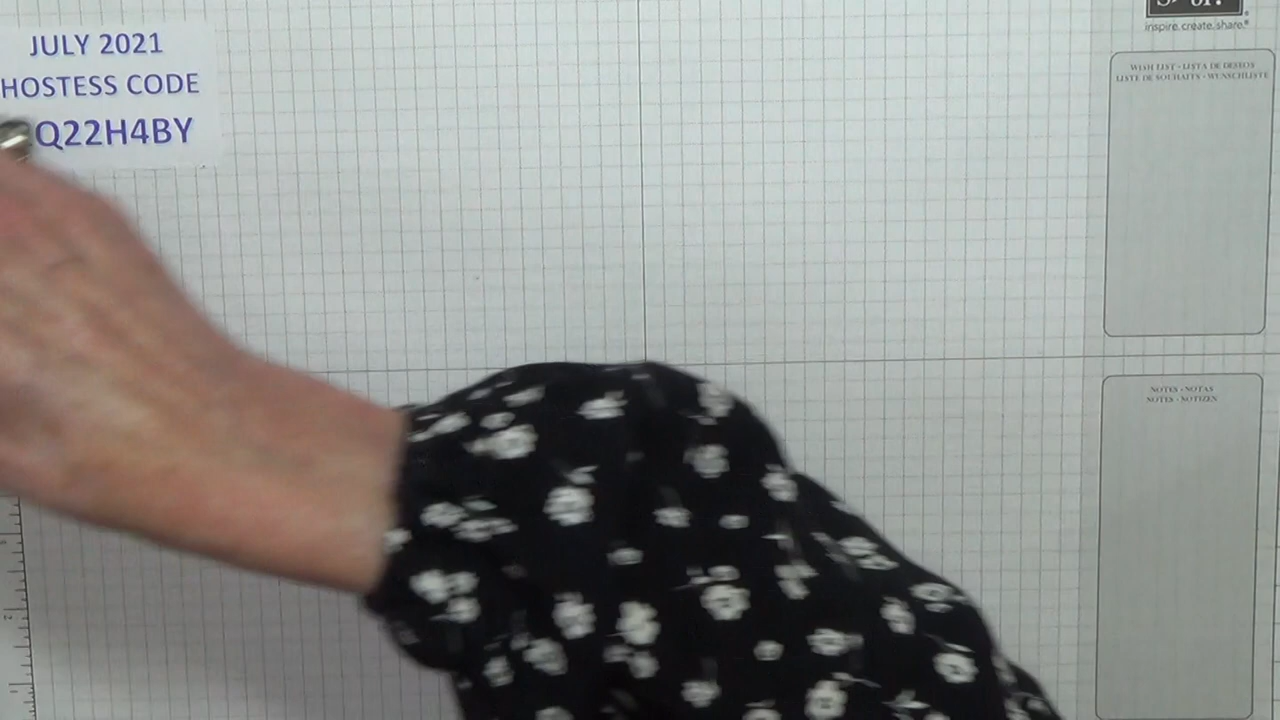 JULY 2021
HOSTESS CODE
Q22H4BY
inspire. create. share.®
WISH LIST • LISTA DE DESEOS
LISTE DE SOUHAITS • WUNSCHLISTE
NOTES • NOTAS
NOTES • NOTIZEN
2